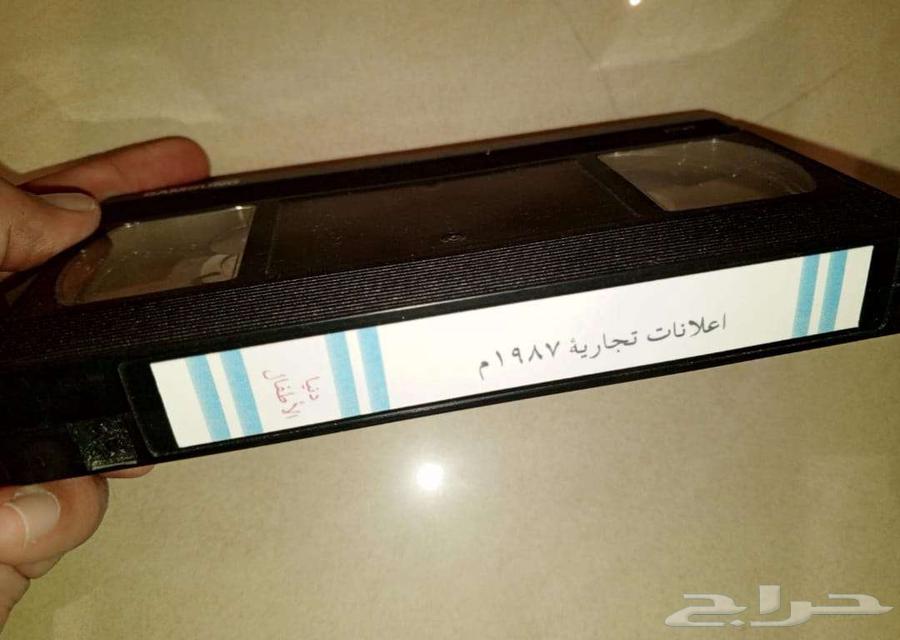 اعلانات تجارية ١٩٨٧م
دنيا
الأطفال
حراج